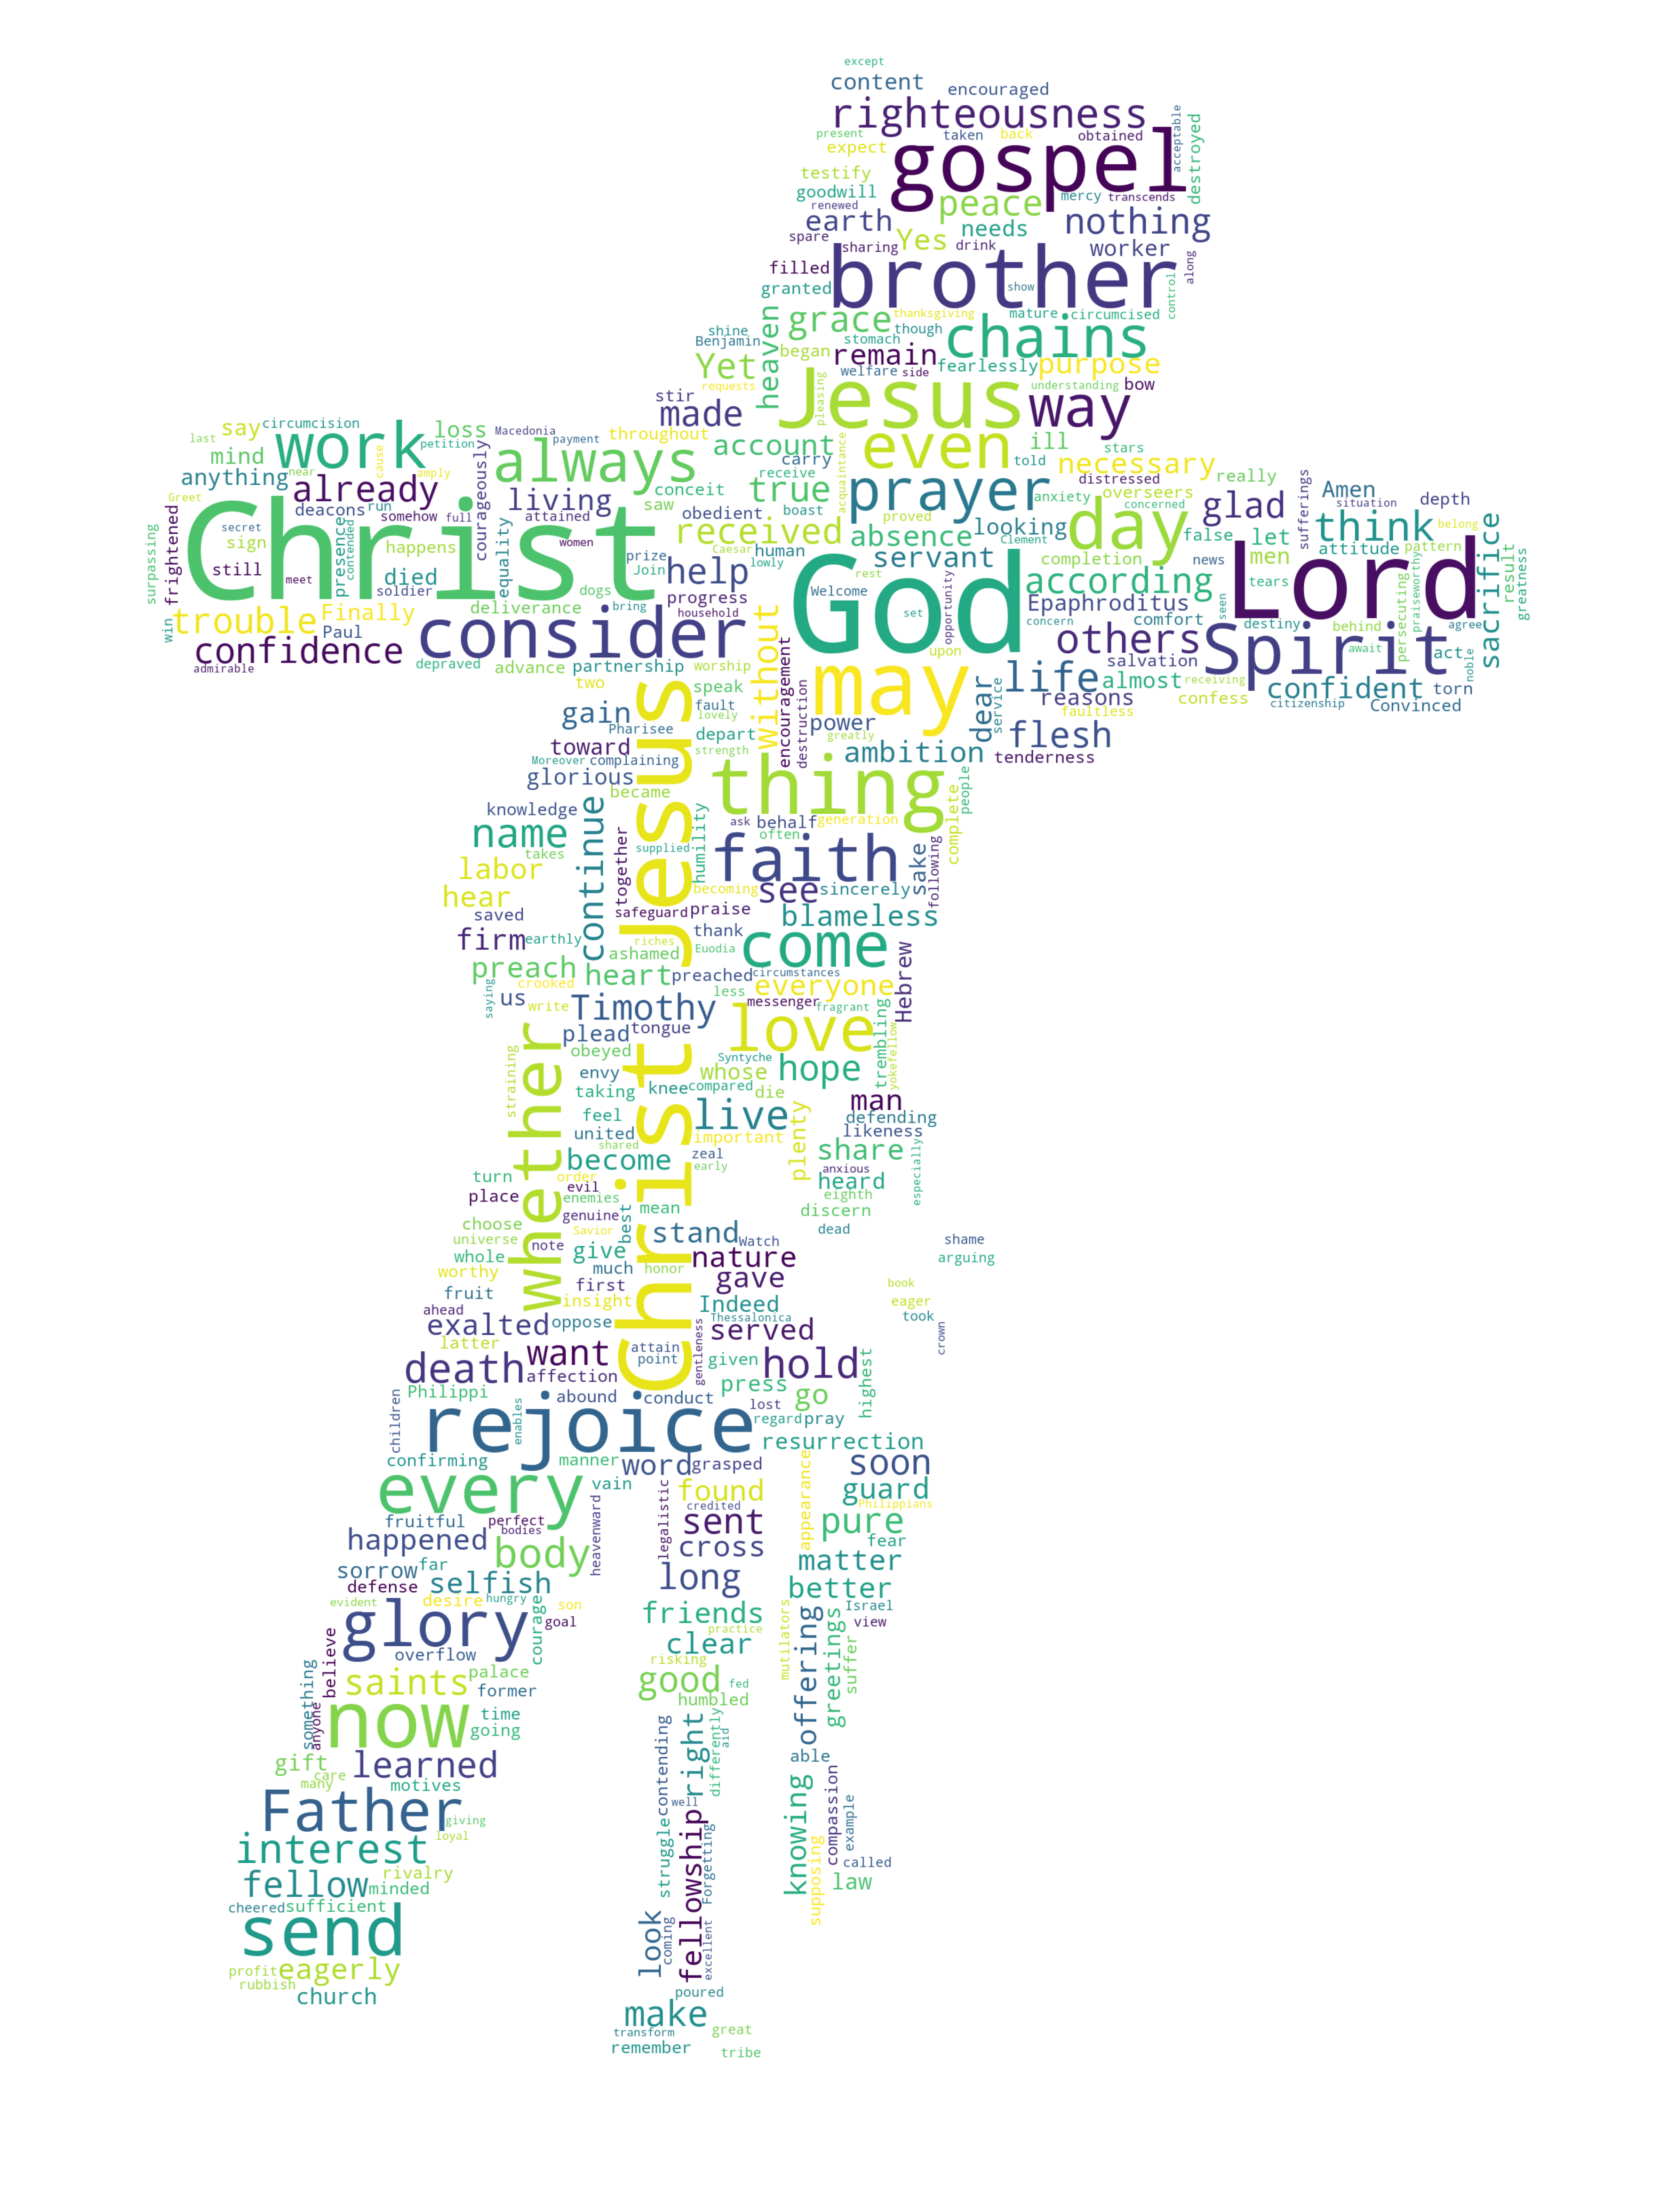 except
content encouraged
righteousness
present taken back obtained acceptable
expect gospel destroyed
testify
goodwill peace mercy transcends
renewed earth needs nothing
spare sharing Yes drink worker
filled brother along
granted show control
heaven grace thanksgiving mature circumcised
shine though chains
Benjamin began stomach remain fearlessly purpose
Yet welfare side understanding bow
requests Jesus pleasing way
stir made
last say circumcision loss Macedonia payment throughout account even ill stars
work petition always carry told necessary
mind cause courageously receive acquaintance distressed really
anything near amply already living conceit true prayer anxiety overseers glad sufferings Amen situation depth
Greet deacons run attained saw boast concerned think belong
Christ somehow full obedient received proved looking day false let attitude pattern sacrifice
surpassing frightened secret sign presence contended happens equality women prize Caesar human absence Clement completion news men Lord result
still meet died soldier dogs Join help lowly servant according tears praiseworthy greatness
win trouble Finally deliverance bring progress household God Welcome rest set opportunity Epaphroditus comfort seen destiny behind persecuting agree
Paul consider without concern others Spirit await act noble
confidence depraved advance partnership worship upon salvation
admirable two speak encouragement may dear life almost receiving confident torn
gain fault lovely service reasons confess citizenship Convinced
Pharisee depart destruction power faultless
toward strength greatly ambition flesh
Moreover complaining tenderness
glorious thing people
became
knowledge continue humility ask behalf generation complete
name together often
takes supplied faith sake following
labor becoming see sincerely
hear safeguard praise blameless
saved thank
firm earthly riches Euodia come Hebrew
ashamed
preach heart preached circumstances
saying crooked less everyone
us write Timothy messenger fragrant
plead tongue love trembling yokefellow
whether Jesus Christ
straining obeyed Syntyche
envy whose hope
taking knee compared die
feel live plenty man
united important defending
shared likeness
become zeal share especially
early anxious
turn order heard
place evil eighth
enemies mean discern
choose genuine dead
universe Savior best stand Watch shame
whole note give nature arguing
worthy much honor gave book
fruit first eager
ahead insight Indeed took
exalted oppose Thessalonica served crown
latter attain gentleness
death want point given hold highest
affection press
children Philippi abound conduct go
rejoice enables lost
regard pray
confirming manner word grasped resurrection
every vain found appearance soon
legalistic credited guard
fruitful perfect heavenward sent Philippians
happened bodies cross pure
body fear
sorrow far long matter
defense selfish better
evident desire hungry courage son friends mutilators offering Israel
glory goal practice greetings view
overflow clear suffer
something believe saints palace risking
former good fed
anyone now time humbled
going right differently
gift learned contending aid able
many care motives knowing compassion
Father giving well example
interest loyal struggle fellowship called
fellow rivalry Forgetting supposing law
minded
cheered sufficient
send look coming excellent
profit eagerly
rubbish
church poured
make
transform great
remember tribe